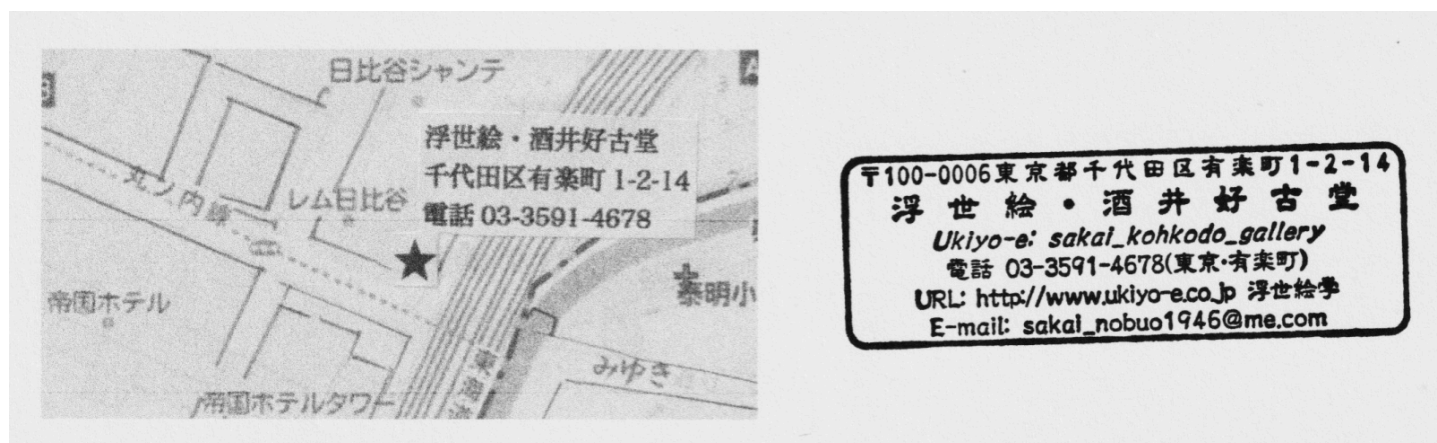 日比谷シャンテ
浮世絵・酒井好古堂
千代田区有楽町 1-2-14
電話 03-3591-4678
丸ノ内線
レム日比谷
帝国ホテル
泰明小
みゆき
帝国ホテルタワー
〒100-0006東京都千代田区有楽町1-2-14
浮世絵・酒井好古堂
Ukiyo-e: sakai_kohkodo_gallery
電話 03-3591-4678(東京・有楽町)
URL: http://www.ukiyo-e.co.jp 浮世絵学
E-mail: sakai_nobuo1946@me.com